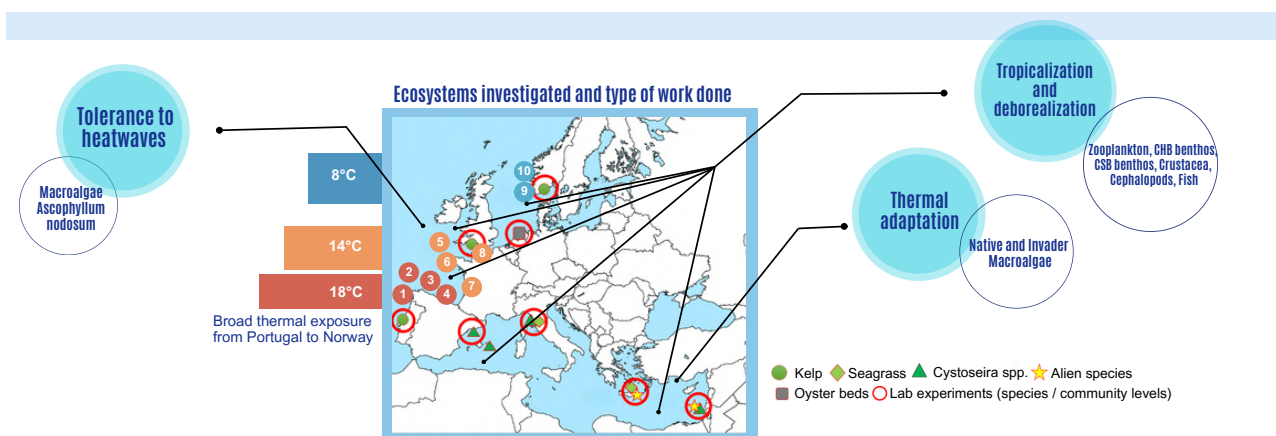 Tolerance to
heatwaves
Macroalgae
Ascophyllum
nodosum
8°C
14°C
18°C
Broad thermal exposure
from Portugal to Norway
Ecosystems investigated and type of work done
10
9
5
8
6
2
3
7
1
4
Tropicalization
and
deborealization
Zooplankton, CHB benthos,
CSB benthos, Crustacea,
Cephalopods, Fish
Thermal
adaptation
Native and Invader
Macroalgae
Kelp Seagrass Cystoseira spp. Alien species
Oyster beds Lab experiments (species / community levels)